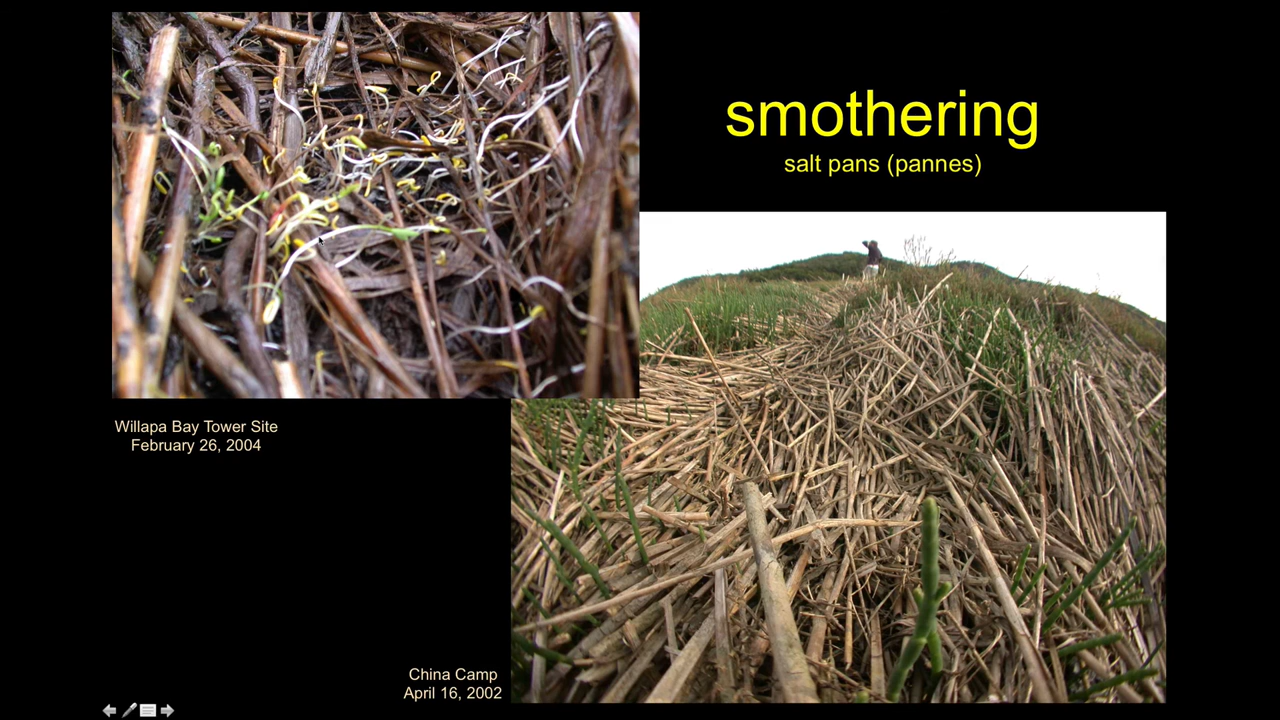 smothering
salt pans (pannes)
Willapa Bay Tower Site
February 26, 2004
China Camp
April 16, 2002